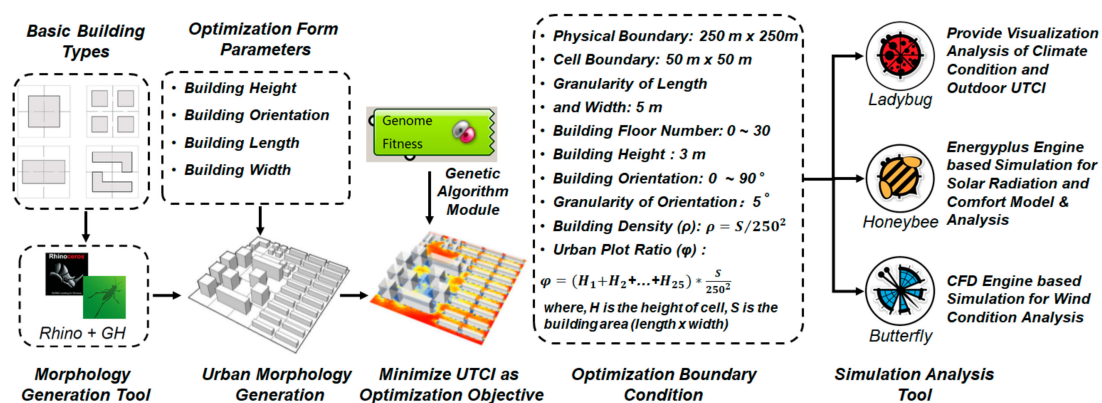 Basic Building
Types
Rhinoceros
Rhino + GH
Morphology
Generation Tool
Optimization Form
Parameters
• Building Height
• Building Orientation
• Building Length
• Building Width
Urban Morphology
Generation
Genome
Fitness
Genetic
Algorithm
Module
Minimize UTCI as
Optimization Objective
• Physical Boundary: 250 m x 250m
• Cell Boundary: 50 m x 50 m
Granularity of Length
• and Width: 5 m
• Building Floor Number: 0 ~ 30
• Building Height : 3 m
• Building Orientation: 0 ~ 90°
• Granularity of Orientation : 5°
• Building Density (ρ): ρ = S/250²
• Urban Plot Ratio (φ) :
φ = (H₁+H₂+...+H₂₅) * S/250²
where, H is the height of cell, S is the
building area (length x width)
Optimization Boundary
Condition
Ladybug
Provide Visualization
Analysis of Climate
Condition and
Outdoor UTCI
Honeybee
Energyplus Engine
based Simulation for
Solar Radiation and
Comfort Model &
Analysis
Butterfly
CFD Engine based
Simulation for Wind
Condition Analysis
Simulation Analysis
Tool